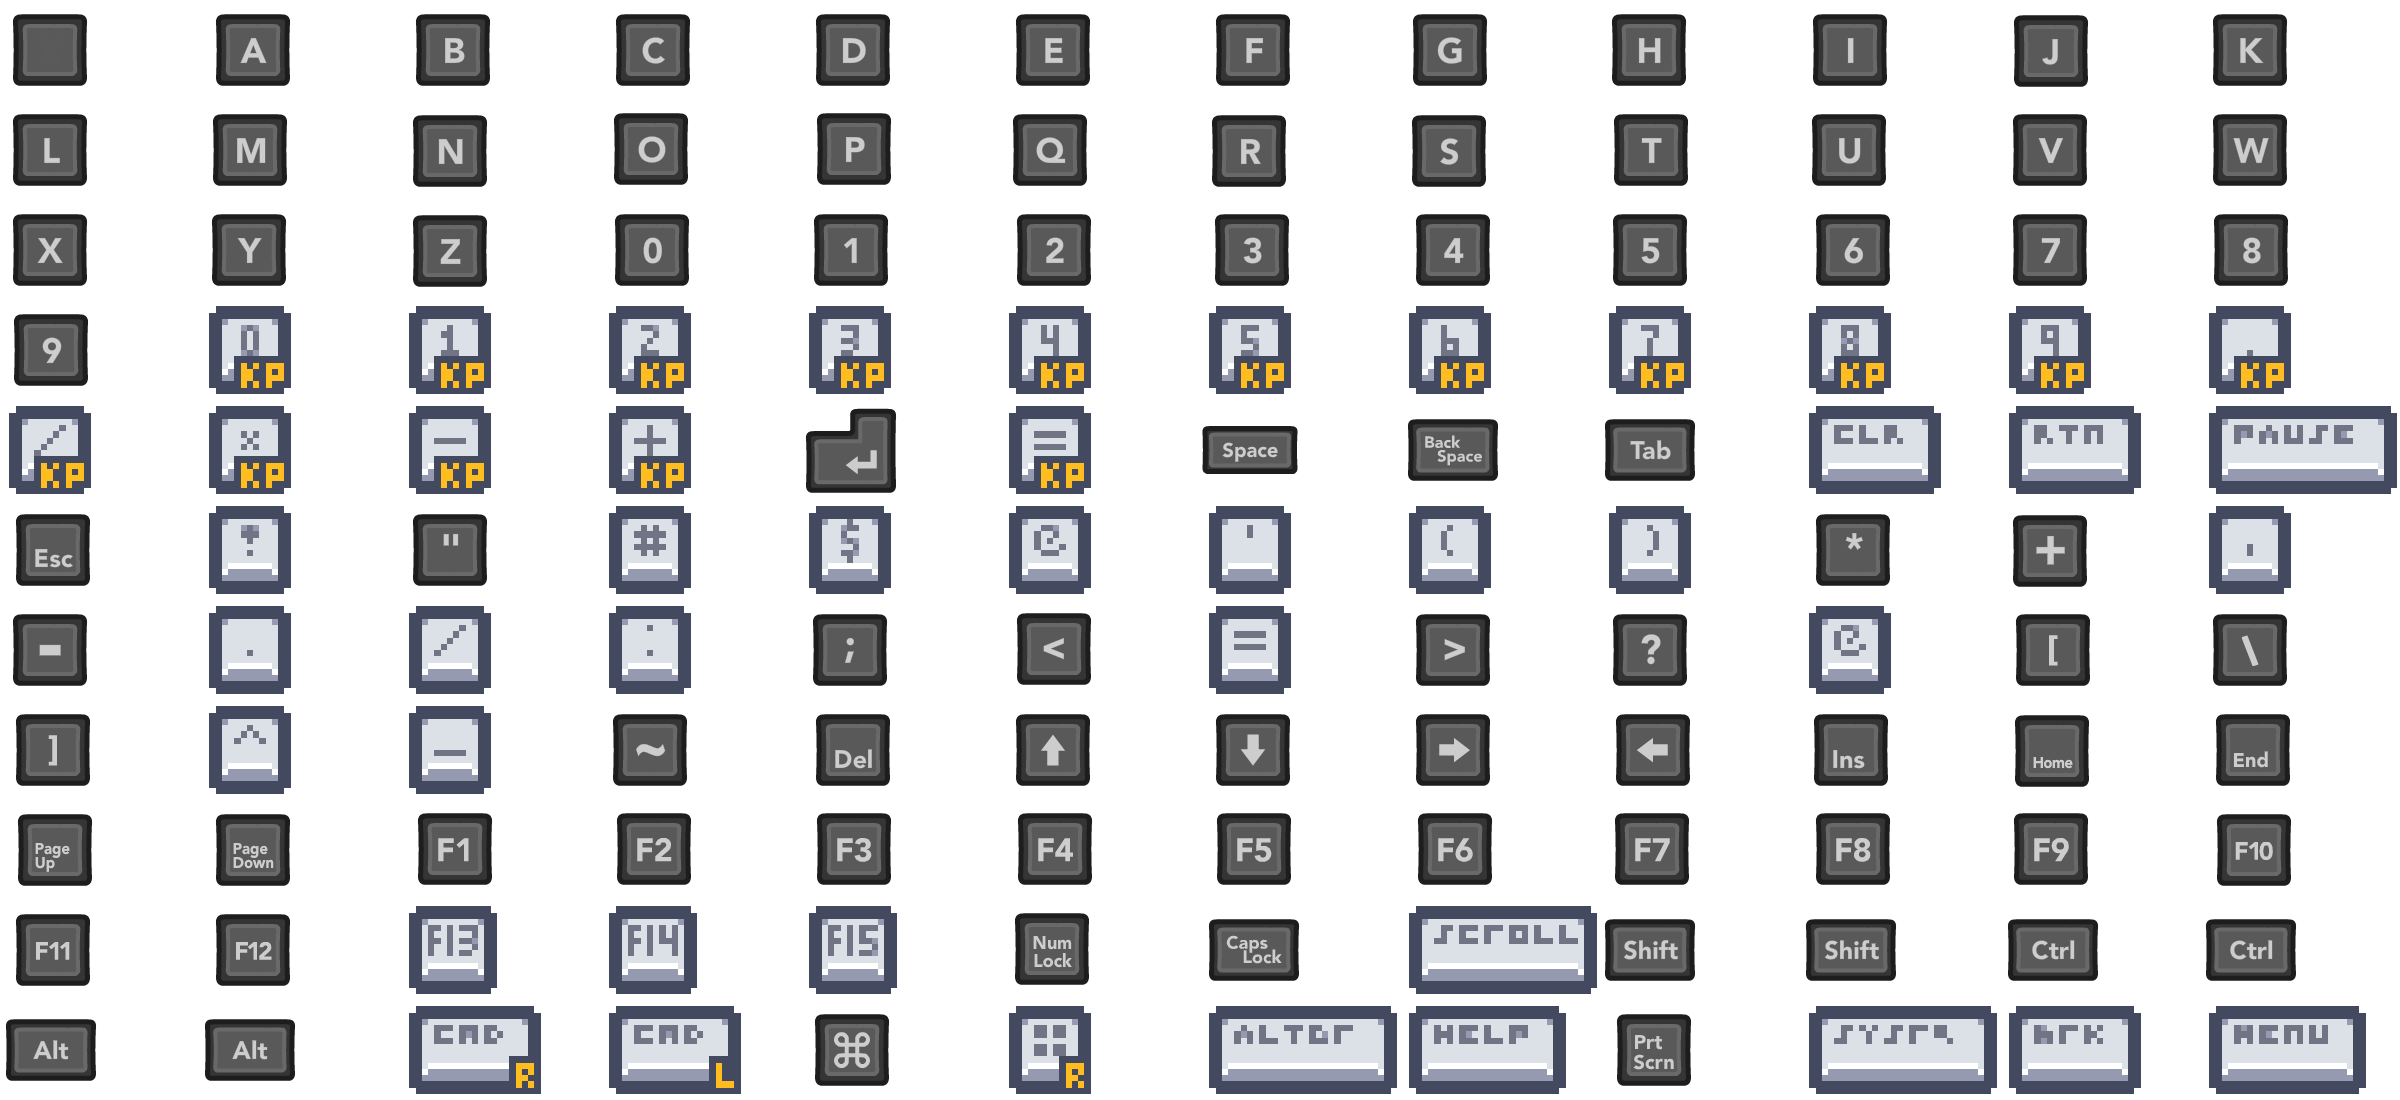 A B C D E F G H I J K
L M N O P Q R S T U V W
X Y Z 0 1 2 3 4 5 6 7 8
9 0 KP 1 KP 2 KP 3 KP 4 KP 5 KP 6 KP 7 KP 8 KP 9 KP . KP
/ KP x KP - KP + KP ↵ = KP Space Back Space Tab CLR RTN PAUSE
Esc ! " # $ @ ' ( ) * + ,
- . / : ; < = > ? @ [ \
] ^ _ ~ Del ↑ ↓ → ← Ins Home End
Page Up Page Down F1 F2 F3 F4 F5 F6 F7 F8 F9 F10
F11 F12 F13 F14 F15 Num Lock Caps Lock SCROLL Shift Shift Ctrl Ctrl
Alt Alt CMD R CMD L ⌘ R ALTGR HELP Prt Scrn SYSRQ BRK MENU